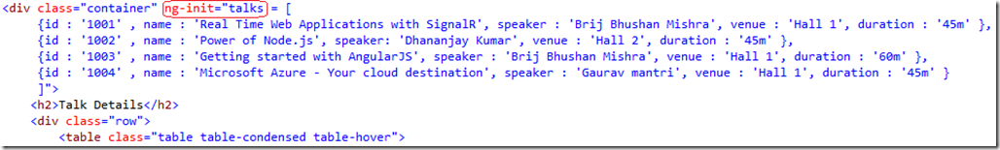 <div class="container" ng-init="talks = [
{id : '1001' , name : 'Real Time Web Applications with SignalR', speaker : 'Brij Bhushan Mishra', venue : 'Hall 1', duration : '45m' },
{id : '1002' , name : 'Power of Node.js', speaker: 'Dhananjay Kumar', venue : 'Hall 2', duration : '45m' },
{id : '1003' , name : 'Getting started with AngularJS', speaker : 'Brij Bhushan Mishra', venue : 'Hall 1', duration : '60m' },
{id : '1004' , name : 'Microsoft Azure - Your cloud destination', speaker : 'Gaurav mantri', venue : 'Hall 1', duration : '45m' }
]">
<h2>Talk Details</h2>
<div class="row">
<table class="table table-condensed table-hover">